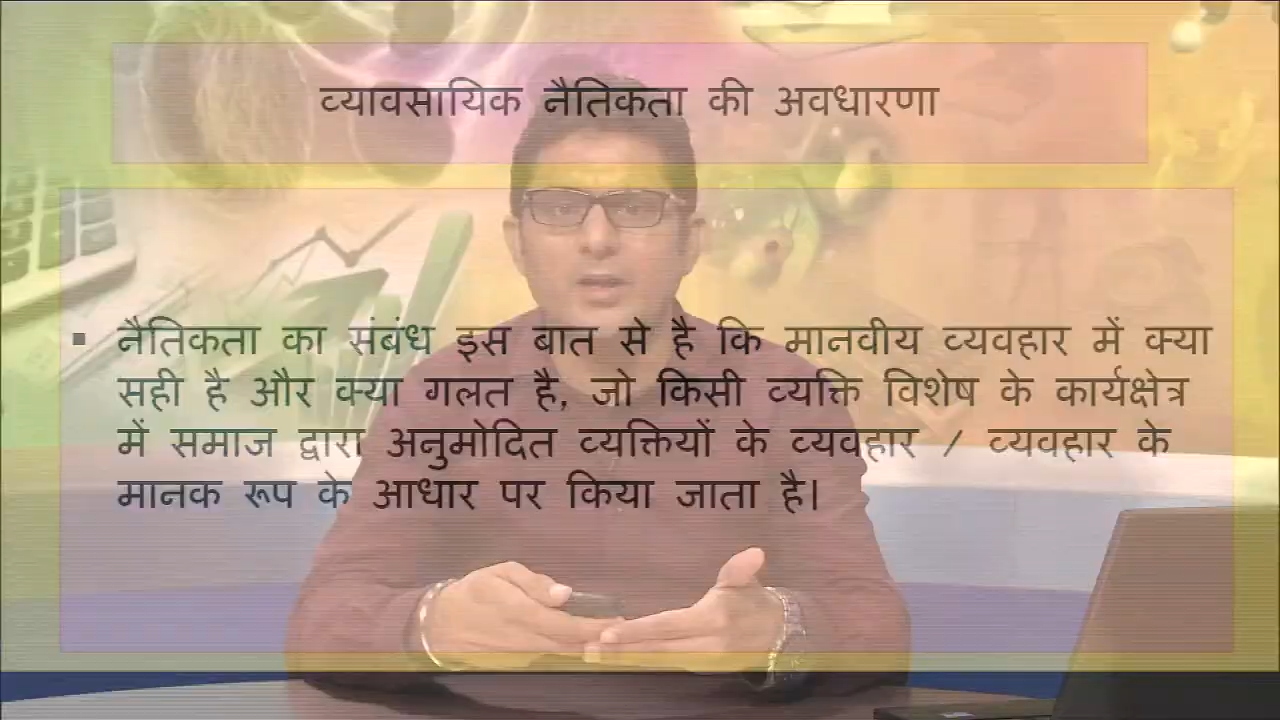 व्यावसायिक नैतिकता की अवधारणा
▪ नैतिकता का संबंध इस बात से है कि मानवीय व्यवहार में क्या
सही है और क्या गलत है, जो किसी व्यक्ति विशेष के कार्यक्षेत्र
में समाज द्वारा अनुमोदित व्यक्तियों के व्यवहार / व्यवहार के
मानक रूप के आधार पर किया जाता है।